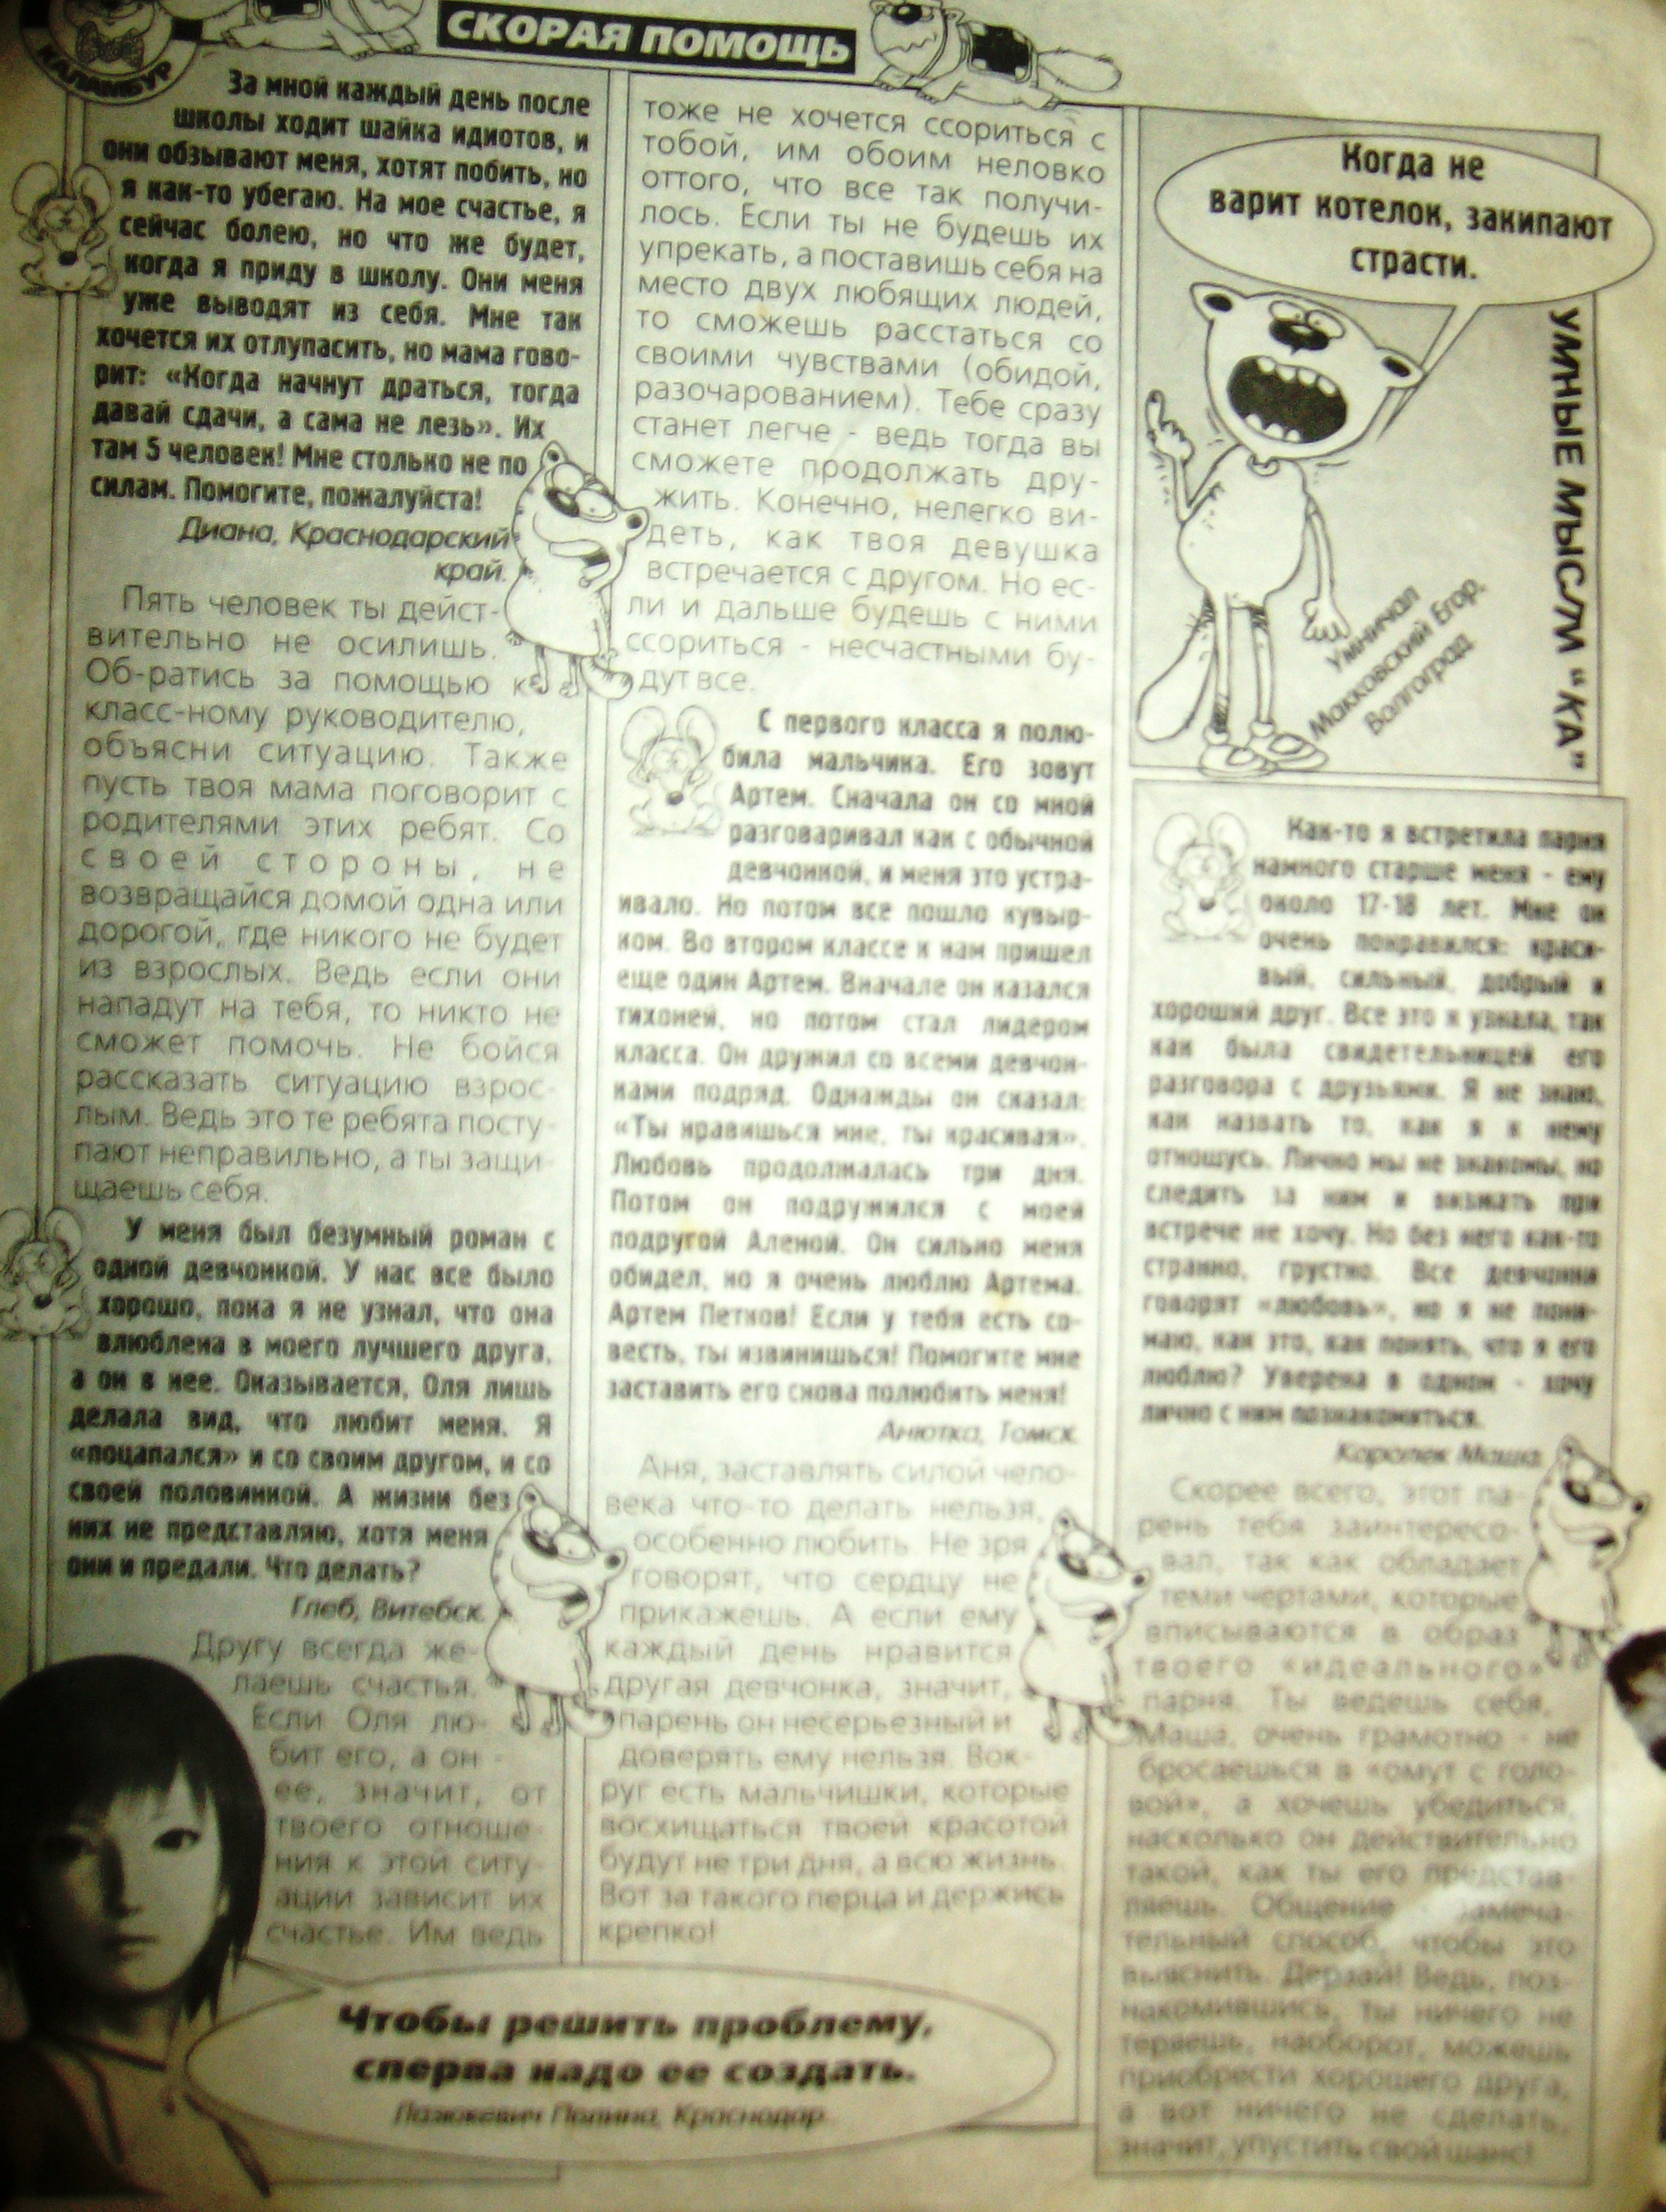 КАЛАМБУР
СКОРАЯ ПОМОЩЬ
За мной каждый день после
школы ходит шайка идиотов, и
они обзывают меня, хотят побить, но
я как-то убегаю. На мое счастье, я
сейчас болею, но что же будет,
когда я приду в школу. Они меня
уже выводят из себя. Мне так
хочется их отлупасить, но мама гово-
рит: «Когда начнут драться, тогда
давай сдачи, а сама не лезь». Их
там 5 человек! Мне столько не по
силам. Помогите, пожалуйста!
Диана, Краснодарский
край.
Пять человек ты дейст-
вительно не осилишь.
Об-ратись за помощью к
класс-ному руководителю,
объясни ситуацию. Также
пусть твоя мама поговорит с
родителями этих ребят. Со
своей стороны, не
возвращайся домой одна или
дорогой, где никого не будет
из взрослых. Ведь если они
нападут на тебя, то никто не
сможет помочь. Не бойся
рассказать ситуацию взрос-
лым. Ведь это те ребята посту-
пают неправильно, а ты защи-
щаешь себя.
У меня был безумный роман с
одной девчонкой. У нас все было
хорошо, пока я не узнал, что она
влюблена в моего лучшего друга,
а он в нее. Оказывается, Оля лишь
делала вид, что любит меня. Я
«поцапался» и со своим другом, и со
своей половинкой. А жизни без
них не представляю, хотя меня
они и предали. Что делать?
Глеб, Витебск.
Другу всегда же-
лаешь счастья.
Если Оля лю-
бит его, а он -
ее, значит, от
твоего отноше-
ния к этой ситу-
ации зависит их
счастье. Им ведь
тоже не хочется ссориться с
тобой, им обоим неловко
оттого, что все так получи-
лось. Если ты не будешь их
упрекать, а поставишь себя на
место двух любящих людей,
то сможешь расстаться со
своими чувствами (обидой,
разочарованием). Тебе сразу
станет легче - ведь тогда вы
сможете продолжать дру-
жить. Конечно, нелегко ви-
деть, как твоя девушка
встречается с другом. Но ес-
ли и дальше будешь с ними
ссориться - несчастными бу-
дут все.
С первого класса я полю-
била мальчика. Его зовут
Артем. Сначала он со мной
разговаривал как с обычной
девчонкой, и меня это устра-
ивало. Но потом все пошло кувыр-
ком. Во втором классе к нам пришел
еще один Артем. Вначале он казался
тихоней, но потом стал лидером
класса. Он дружил со всеми девчон-
ками подряд. Однажды он сказал:
«Ты нравишься мне, ты красивая».
Любовь продолжалась три дня.
Потом он подружился с моей
подругой Аленой. Он сильно меня
обидел, но я очень люблю Артема.
Артем Петков! Если у тебя есть со-
весть, ты извинишься! Помогите мне
заставить его снова полюбить меня!
Анютка, Томск.
Аня, заставлять силой чело-
века что-то делать нельзя,
особенно любить. Не зря
говорят, что сердцу не
прикажешь. А если ему
каждый день нравится
другая девчонка, значит,
парень он несерьезный и
доверять ему нельзя. Вок-
руг есть мальчишки, которые
восхищаться твоей красотой
будут не три дня, а всю жизнь.
Вот за такого перца и держись
крепко!
Чтобы решить проблему,
сперва надо ее создать.
Полина, Краснодар
Когда не
варит котелок, закипают
страсти.
УМНЫЕ МЫСЛИ "КА"
Умничал
Макковский Егор,
Волгоград
Как-то я встретила парня
намного старше меня - ему
около 17-18 лет. Мне он
очень понравился: краси-
вый, сильный, добрый и
хороший друг. Все это я узнала, так
как была свидетельницей его
разговора с друзьями. Я не знаю,
как назвать то, как я к нему
отношусь. Лично мы не знакомы, но
следить за ним и визжать при
встрече не хочу. Но без него как-то
странно, грустно. Все девчонки
говорят «любовь», но я не пони-
маю, как это, как понять, что я его
люблю? Уверена в одном - хочу
лично с ним познакомиться.
Королек Маша
Скорее всего, этот па-
рень тебя заинтересо-
вал, так как обладает
теми чертами, которые
вписываются в образ
твоего «идеального»
парня. Ты ведешь себя,
Маша, очень грамотно - не
бросаешься в «омут с голо-
вой», а хочешь убедиться,
насколько он действительно
такой, как ты его представ-
ляешь. Общение - замеча-
тельный способ, чтобы это
выяснить. Дерзай! Ведь, поз-
накомившись, ты ничего не
теряешь, наоборот, можешь
приобрести хорошего друга,
а вот ничего не сделать,
значит, упустить свой шанс!